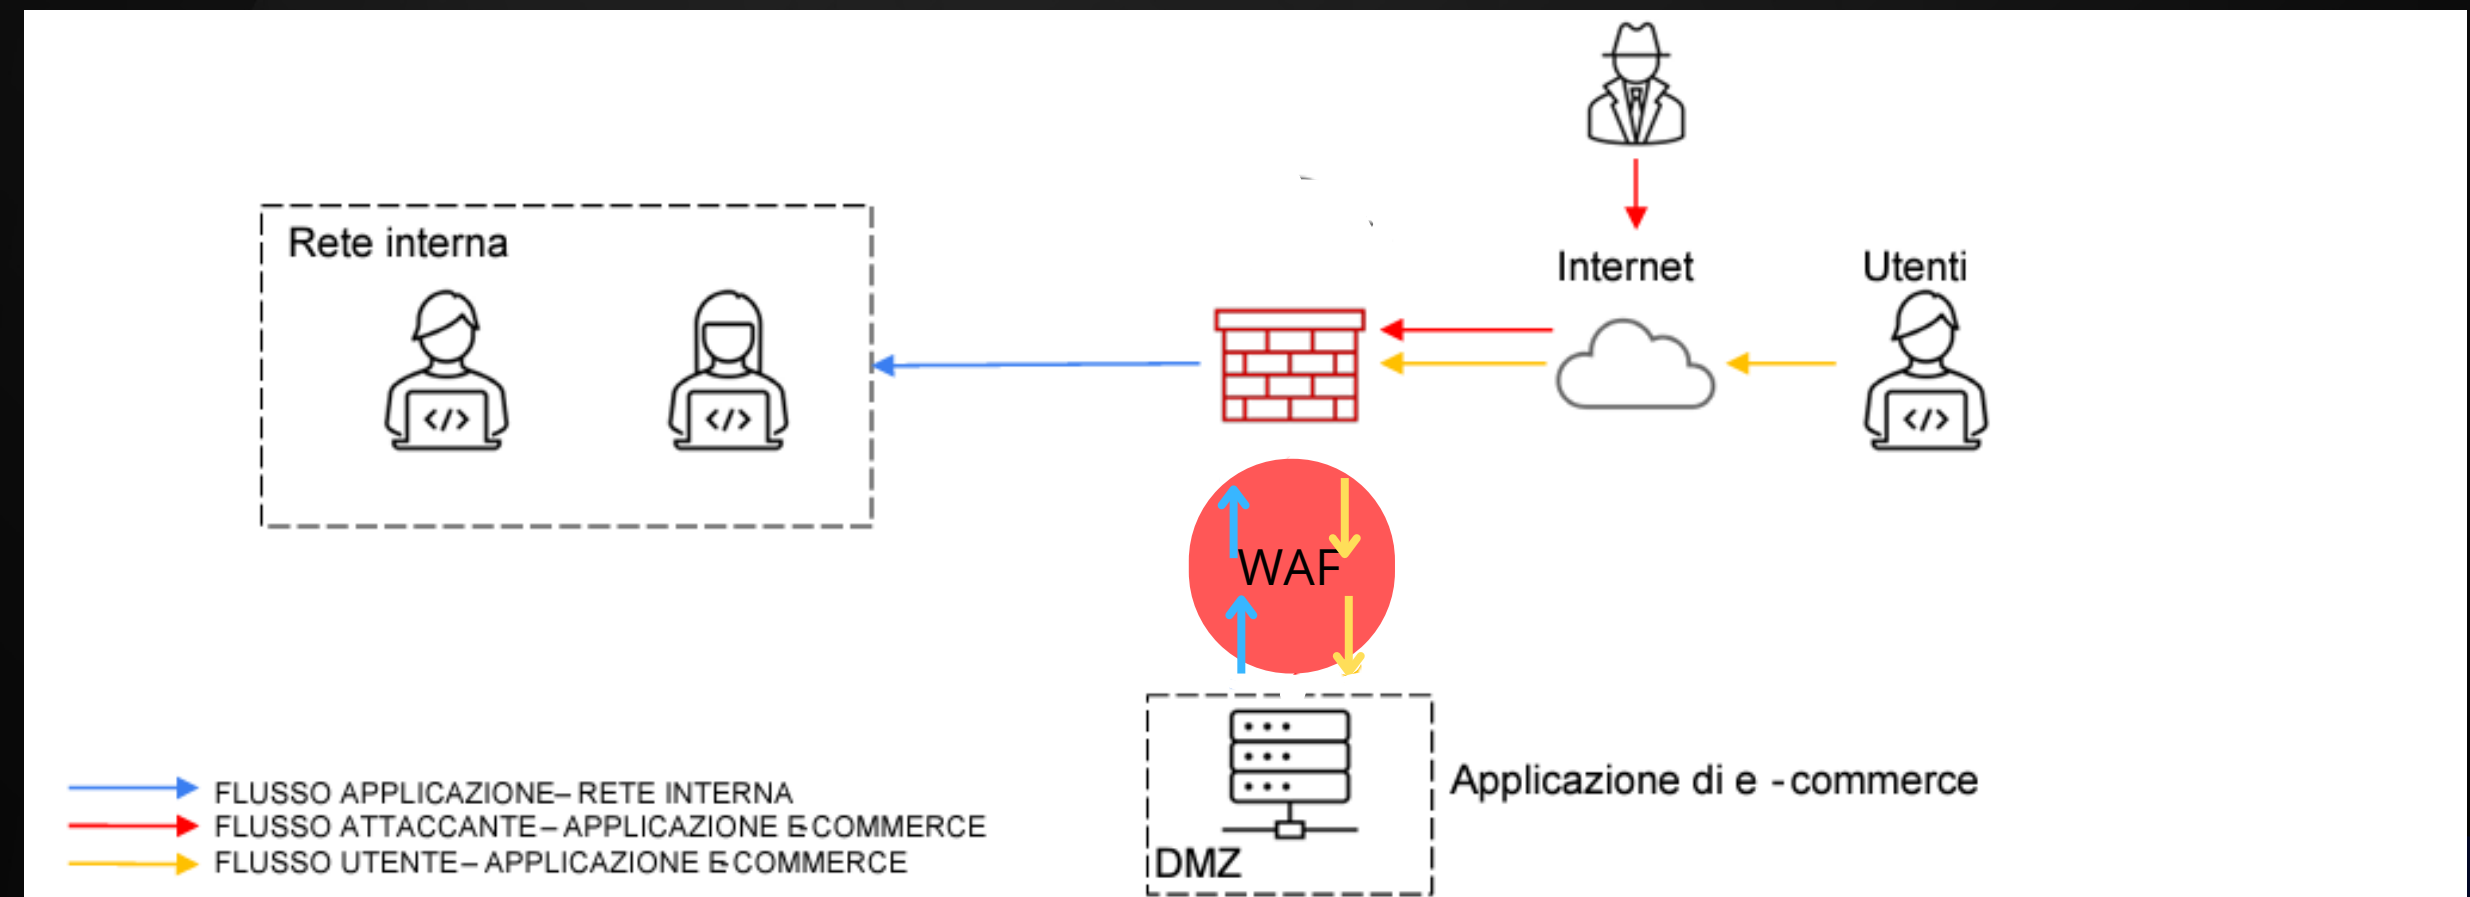 Rete interna
Internet
Utenti
</>
</>
</>
WAF
Applicazione di e - commerce
DMZ
FLUSSO APPLICAZIONE– RETE INTERNA
FLUSSO ATTACCANTE – APPLICAZIONE E-COMMERCE
FLUSSO UTENTE – APPLICAZIONE E-COMMERCE